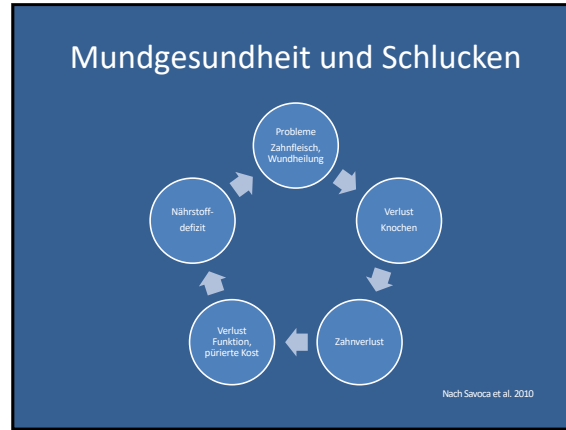 Mundgesundheit und Schlucken
Probleme
Zahnfleisch,
Wundheilung
Verlust
Knochen
Zahnverlust
Verlust
Funktion,
pürierte Kost
Nährstoff-
defizit
Nach Savoca et al. 2010